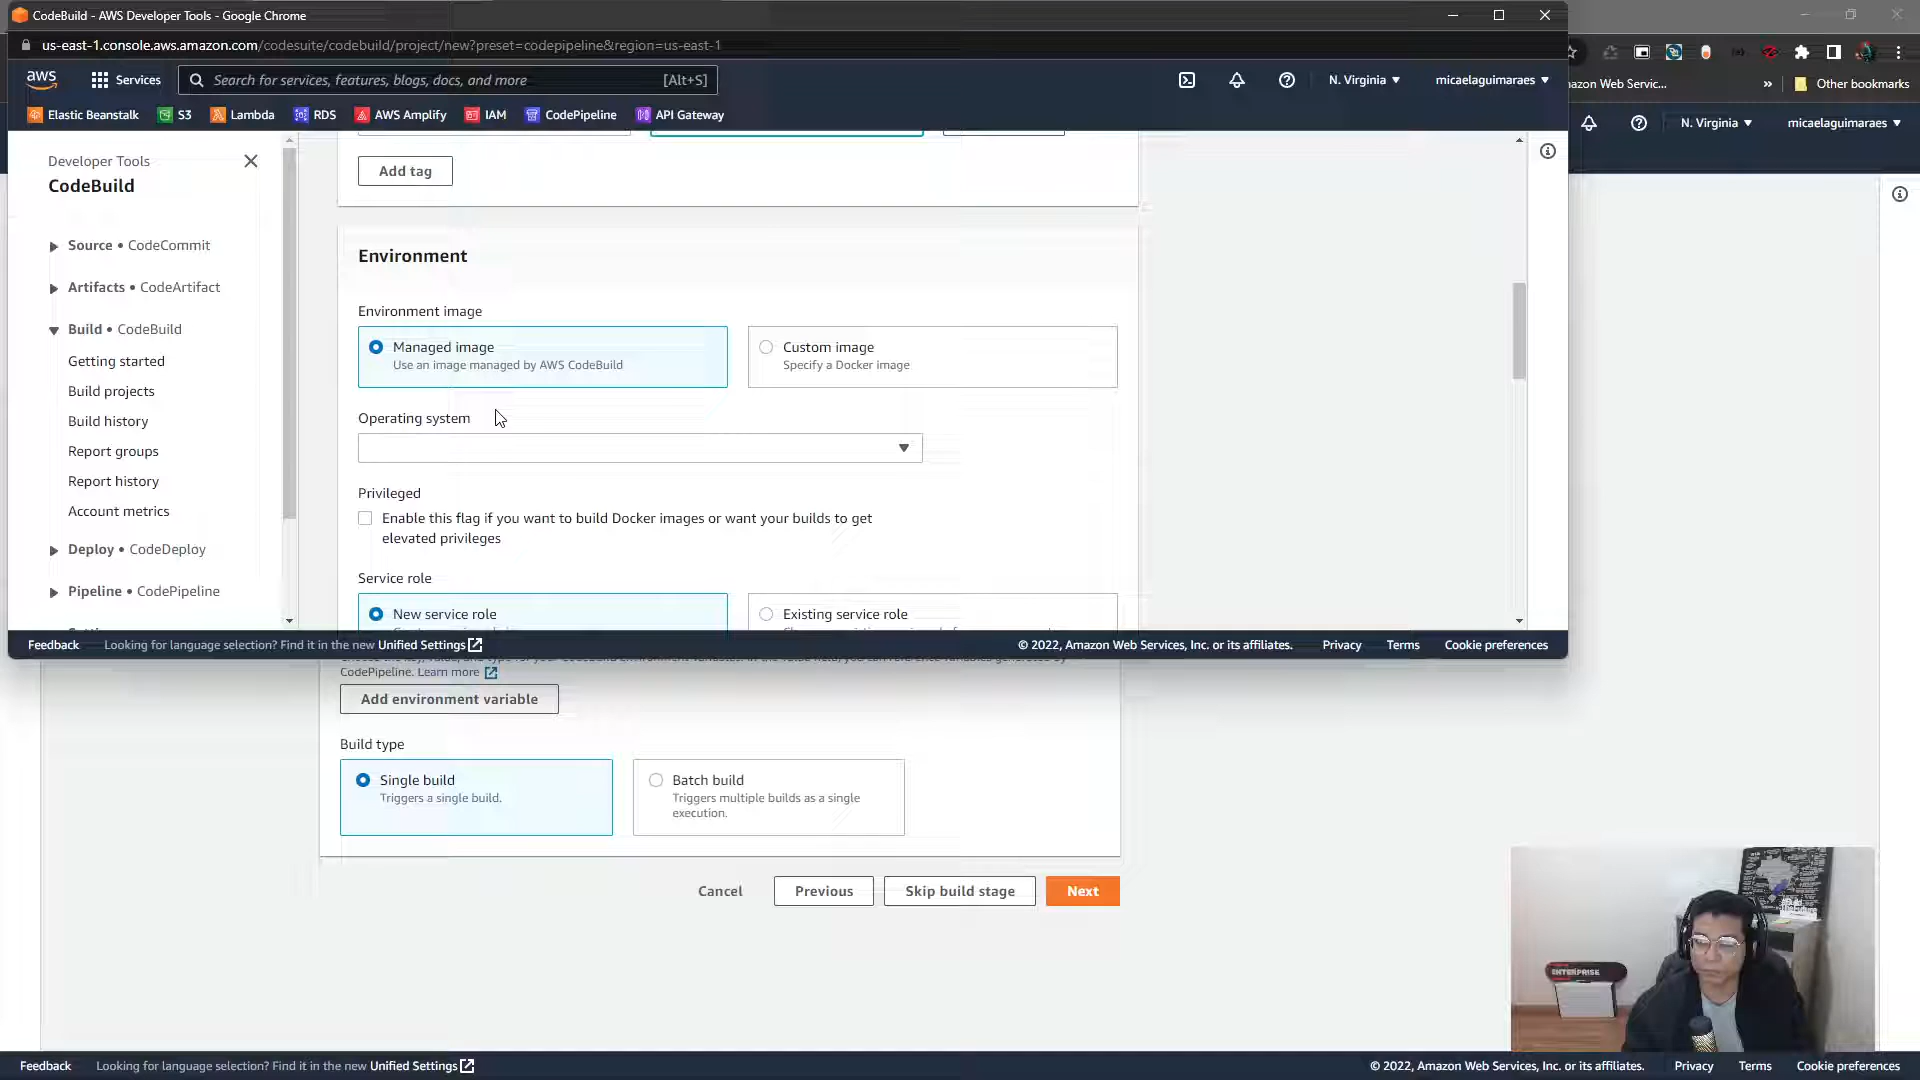 CodeBuild - AWS Developer Tools - Google Chrome
us-east-1.console.aws.amazon.com/codesuite/codebuild/project/new?preset=codepipeline&region=us-east-1
aws
Services
Search for services, features, blogs, docs, and more
[Alt+S]
N. Virginia
micaelaguimaraes
Elastic Beanstalk
S3
Lambda
RDS
AWS Amplify
IAM
CodePipeline
API Gateway
azon Web Servic...
»
Other bookmarks
N. Virginia
micaelaguimaraes
Developer Tools
CodeBuild
Source • CodeCommit
Artifacts • CodeArtifact
Build • CodeBuild
Getting started
Build projects
Build history
Report groups
Report history
Account metrics
Deploy • CodeDeploy
Pipeline • CodePipeline
Add tag
Environment
Environment image
Managed image
Use an image managed by AWS CodeBuild
Custom image
Specify a Docker image
Operating system
Privileged
Enable this flag if you want to build Docker images or want your builds to get
elevated privileges
Service role
New service role
Existing service role
Feedback
Looking for language selection? Find it in the new Unified Settings
© 2022, Amazon Web Services, Inc. or its affiliates.
Privacy
Terms
Cookie preferences
CodePipeline. Learn more
Add environment variable
Build type
Single build
Triggers a single build.
Batch build
Triggers multiple builds as a single
execution.
Cancel
Previous
Skip build stage
Next
ENTERPRISE
Feedback
Looking for language selection? Find it in the new Unified Settings
© 2022, Amazon Web Services, Inc. or its affiliates.
Privacy
Terms
Cookie preferences